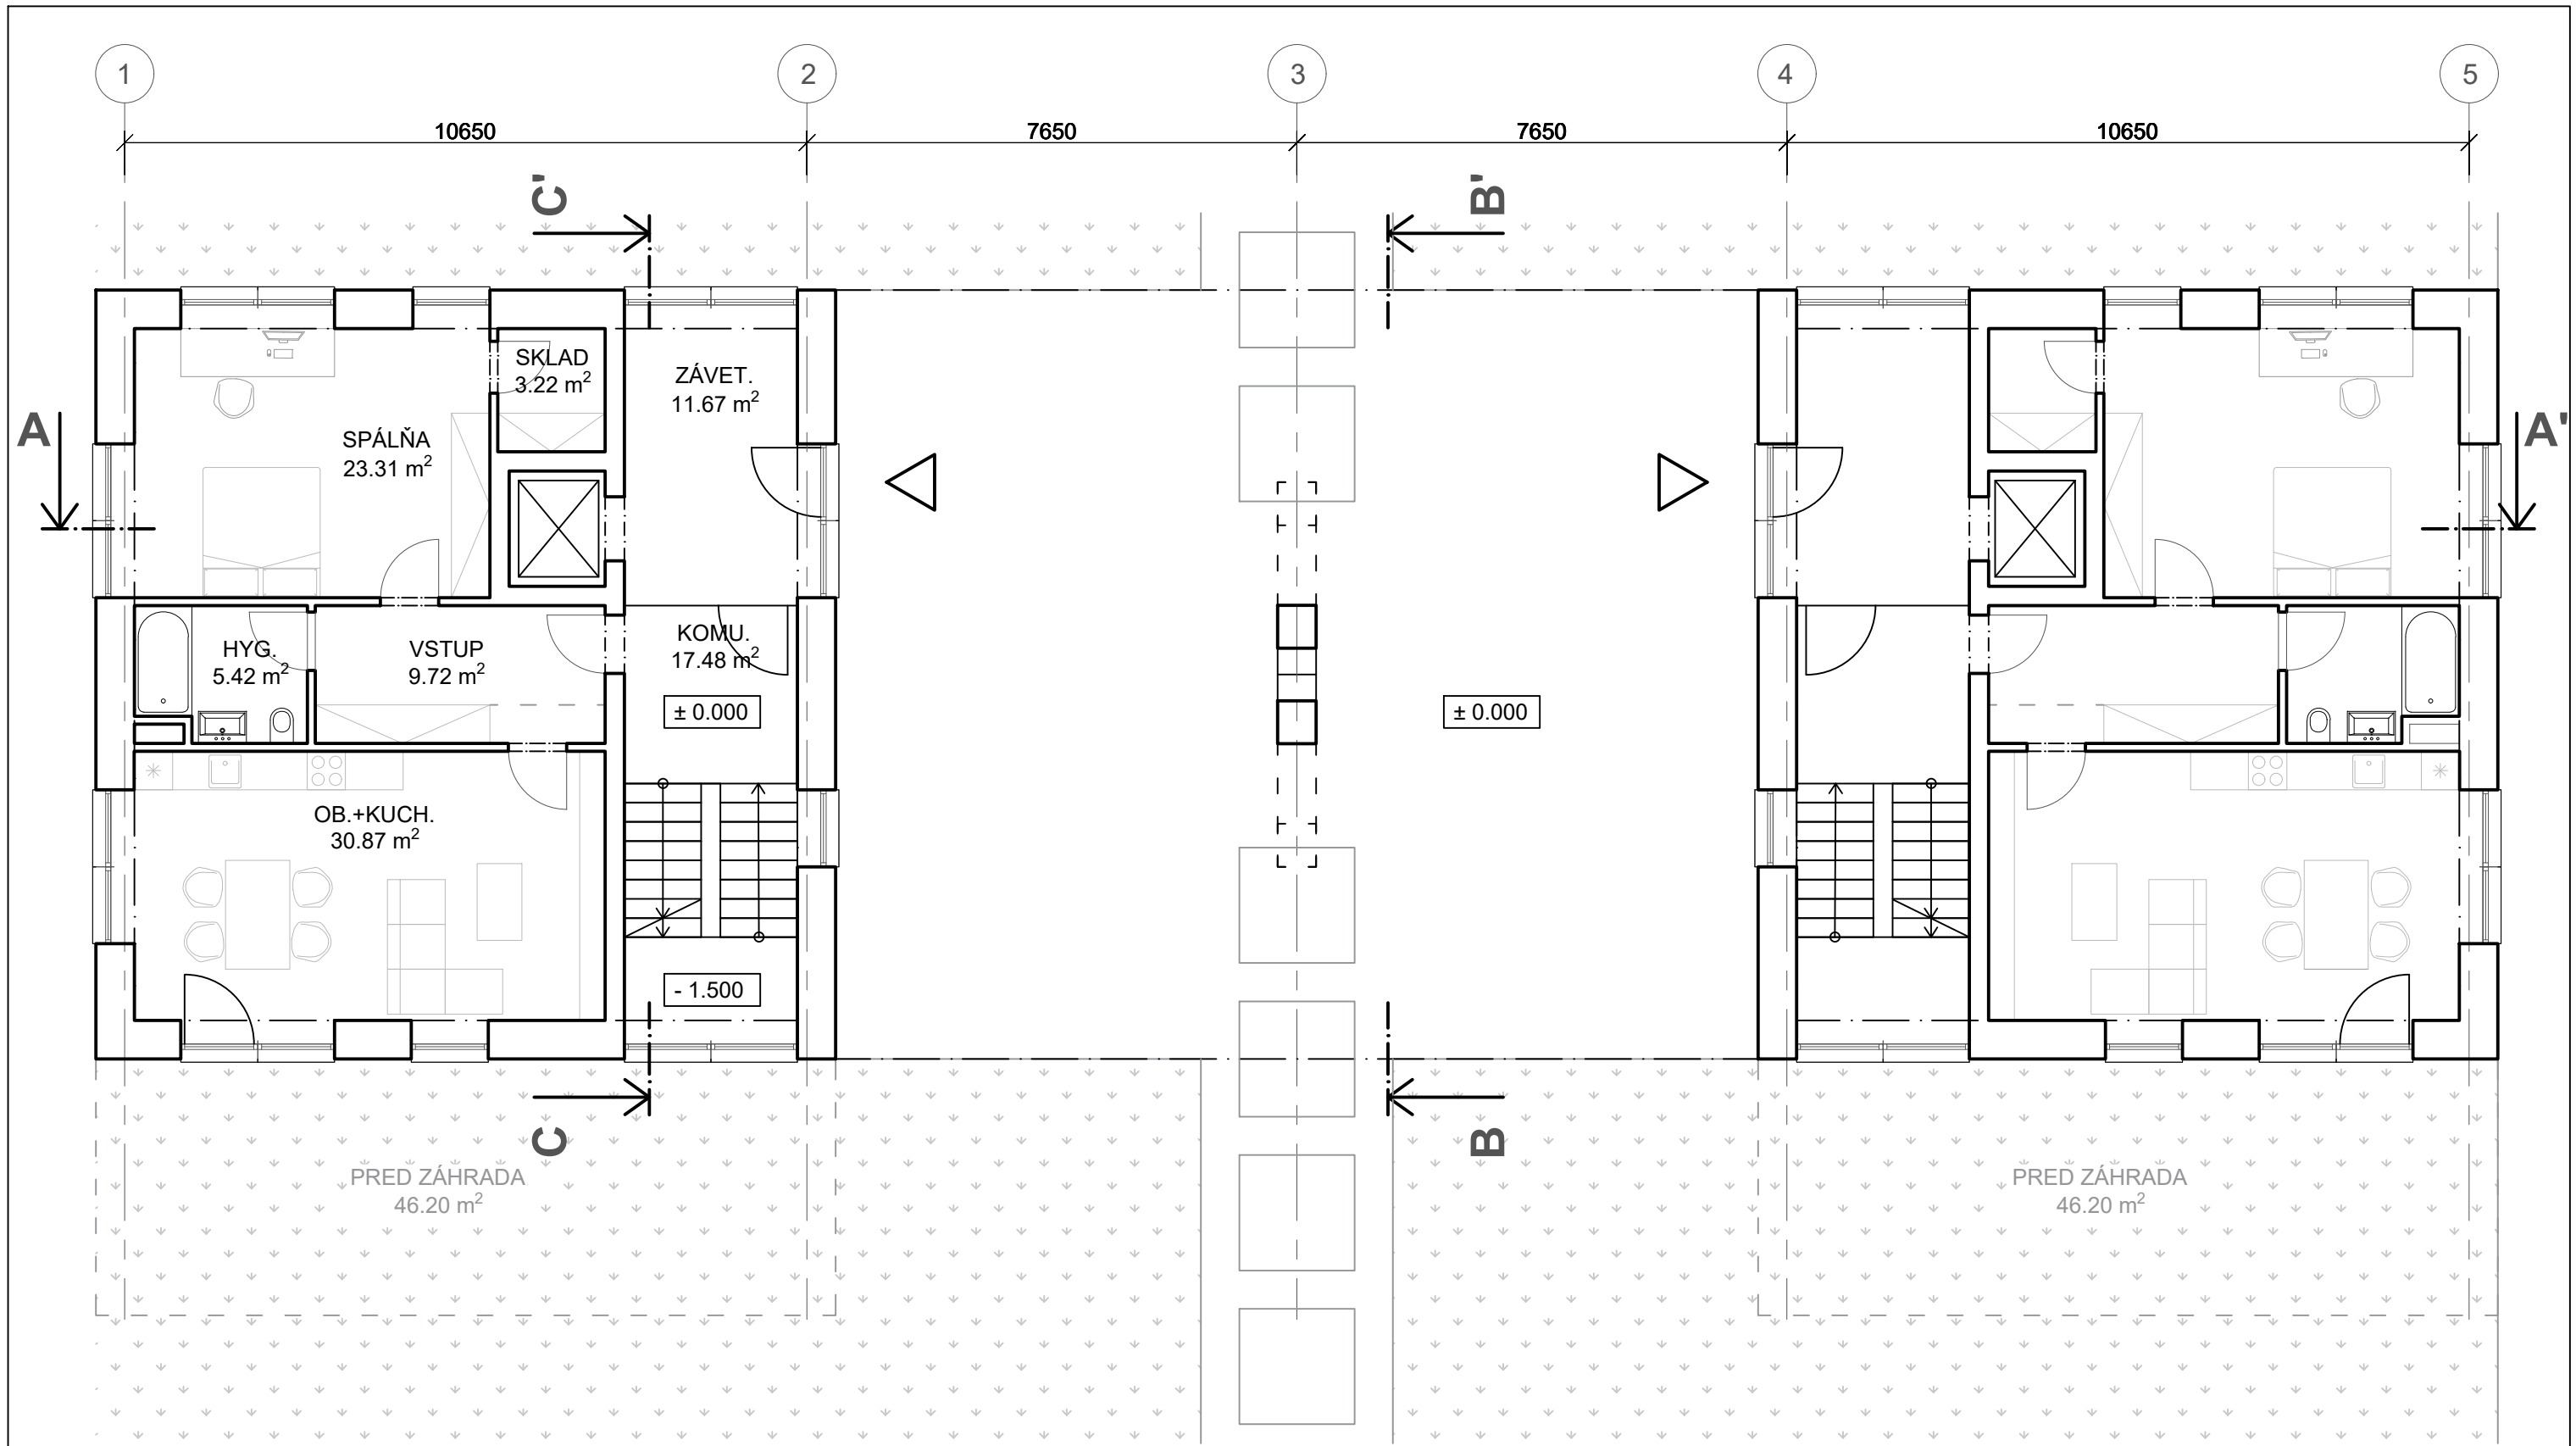 1 2 3 4 5
10650 7650 7650 10650
C' B'
SKLAD
3.22 m²
ZÁVET.
11.67 m²
A A'
SPÁLŇA
23.31 m²
KOMU.
17.48 m²
HYG.
5.42 m²
VSTUP
9.72 m²
± 0.000 ± 0.000
OB.+KUCH.
30.87 m²
- 1.500
C B
PRED ZÁHRADA
46.20 m²
PRED ZÁHRADA
46.20 m²